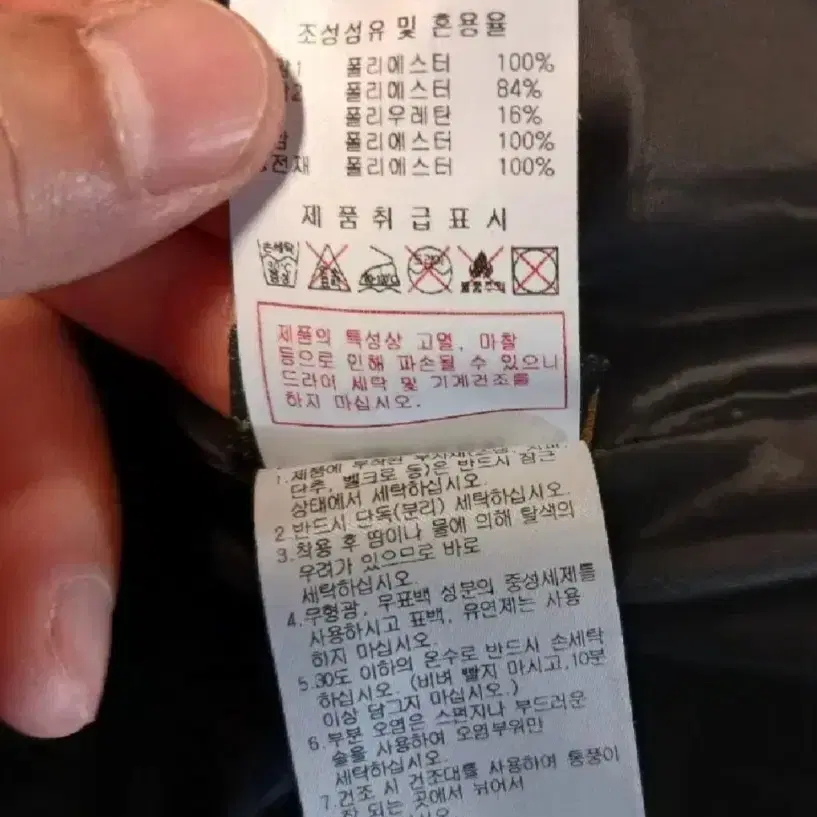 조성섬유 및 혼용율
폴리에스터 100%
폴리에스터 84%
폴리우레탄 16%
폴리에스터 100%
폴리에스터 100%
제품취급표시
손세탁
드라이
제품의 특성상 고열, 마찰
등으로 인해 파손될 수 있으니
드라이 세탁 및 기계건조를
하지 마십시오.
1.제품에 부착된
단추, 벨크로 등)은 반드시 잠근
상태에서 세탁하십시오.
2.반드시 단독(분리) 세탁하십시오.
3.착용 후 땀이나 물에 의해 탈색의
우려가 있으므로 바로
세탁하십시오.
4.무형광, 무표백 성분의 중성세제를
사용하시고 표백, 유연제는 사용
하지 마십시오.
5.30도 이하의 온수로 반드시 손세탁
하십시오. (비벼 빨지 마시고,10분
이상 담그지 마십시오.)
6.부분 오염은 스펀지나 부드러운
솔을 사용하여 오염부위만
세탁하십시오.
7.건조 시 건조대를 사용하여 통풍이
잘 되는 곳에서 뉘어서